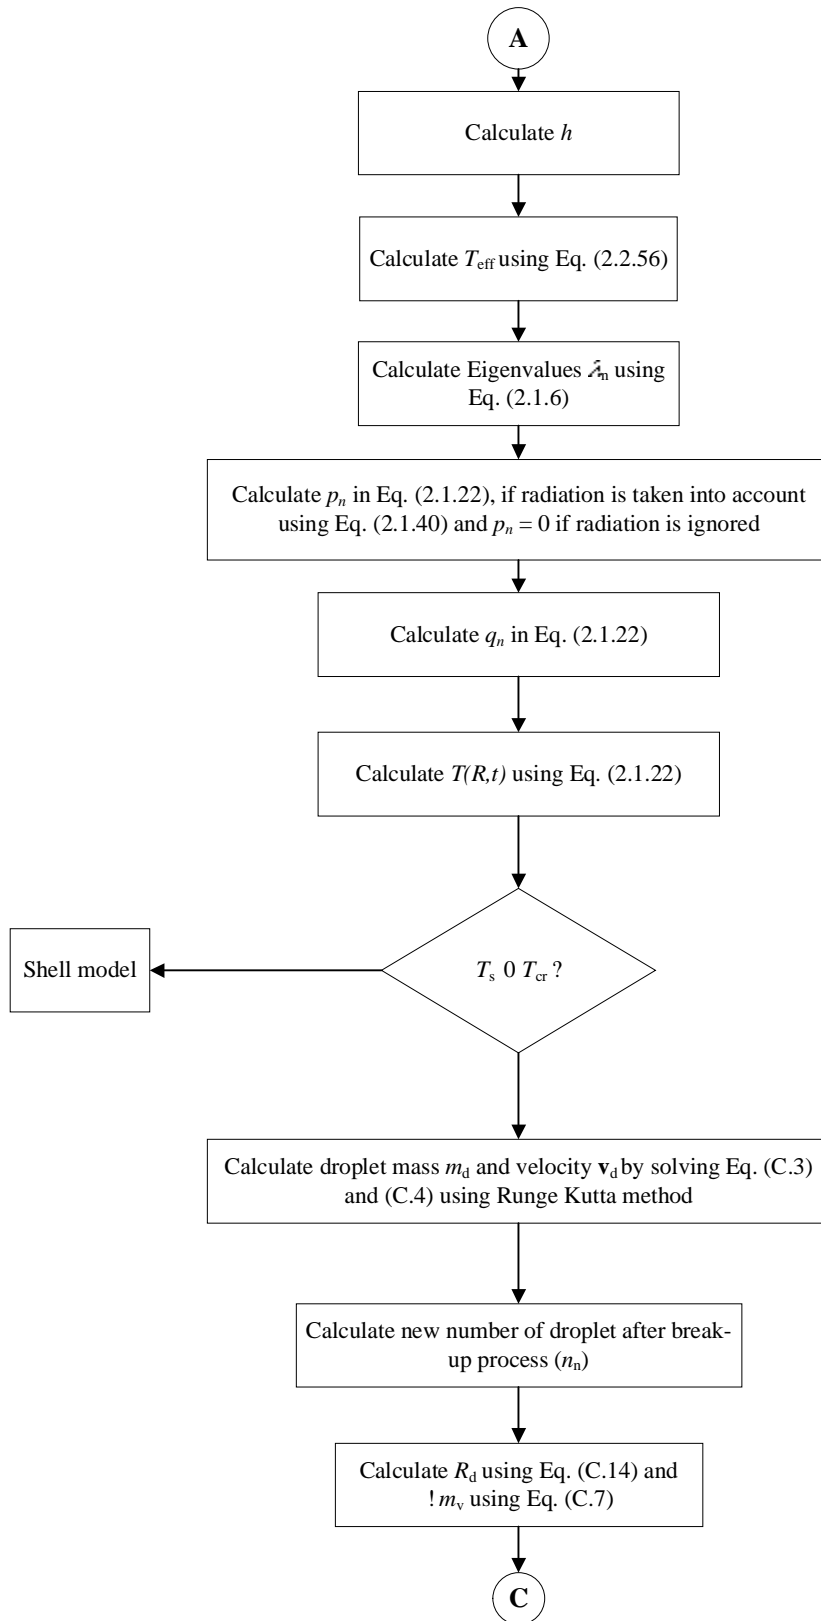 A
Calculate h
Calculate T_eff using Eq. (2.2.56)
Calculate Eigenvalues λ_n using
Eq. (2.1.6)
Calculate p_n in Eq. (2.1.22), if radiation is taken into account
using Eq. (2.1.40) and p_n = 0 if radiation is ignored
Calculate q_n in Eq. (2.1.22)
Calculate T(R,t) using Eq. (2.1.22)
Shell model
T_s 0 T_cr ?
Calculate droplet mass m_d and velocity v_d by solving Eq. (C.3)
and (C.4) using Runge Kutta method
Calculate new number of droplet after break-
up process (n_n)
Calculate R_d using Eq. (C.14) and
! m_v using Eq. (C.7)
C